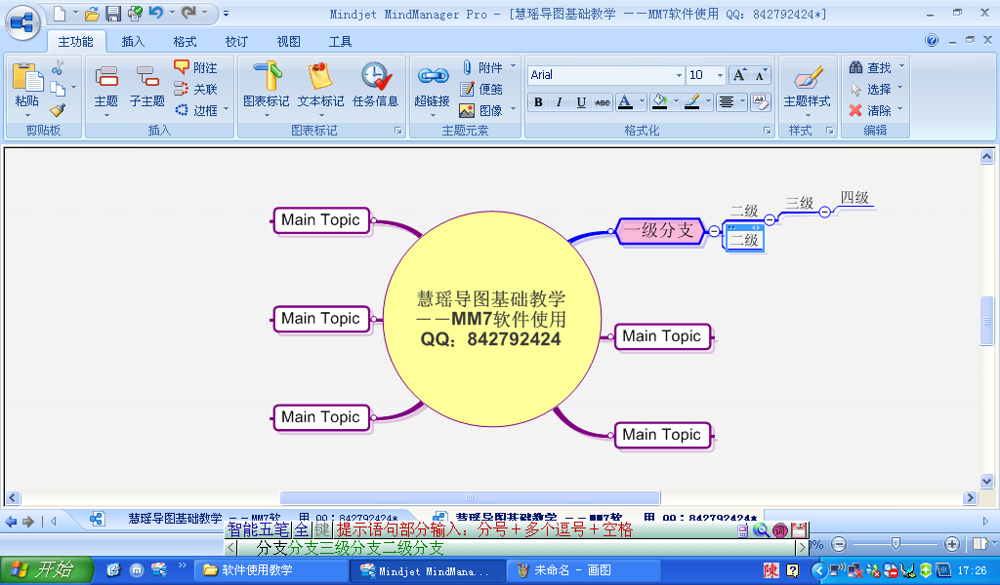 Mindjet MindManager Pro - [慧瑶导图基础教学 －－MM7软件使用 QQ：842792424*]
主功能 插入 格式 校订 视图 工具
粘贴
剪贴板
主题 子主题
附注
关联
边框
插入
图表标记 文本标记 任务信息
图表标记
超链接
附件
便笺
图像
主题元素
Arial 10
B I U ABC A
格式化
主题样式
样式
查找
选择
清除
编辑
Main Topic
Main Topic
Main Topic
慧瑶导图基础教学
－－MM7软件使用
QQ：842792424
一级分支
二级
三级
四级
二级
Main Topic
Main Topic
慧瑶导图基础教学 －－MM7软 用 QQ：842792424*
慧瑶导图基础教学 －－MM7软 用 QQ：842792424*
智能五笔 全 键 提示语句部分输入：分号＋多个逗号＋空格
分支分支三级分支二级分支
开始
软件使用教学
Mindjet MindMana...
未命名 - 画图
17:26